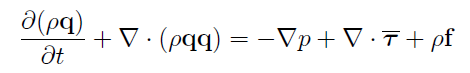 ∂(ρ𝐪)/∂t + ∇ · (ρ𝐪𝐪) = −∇p + ∇ · 𝝉̅ + ρ𝐟